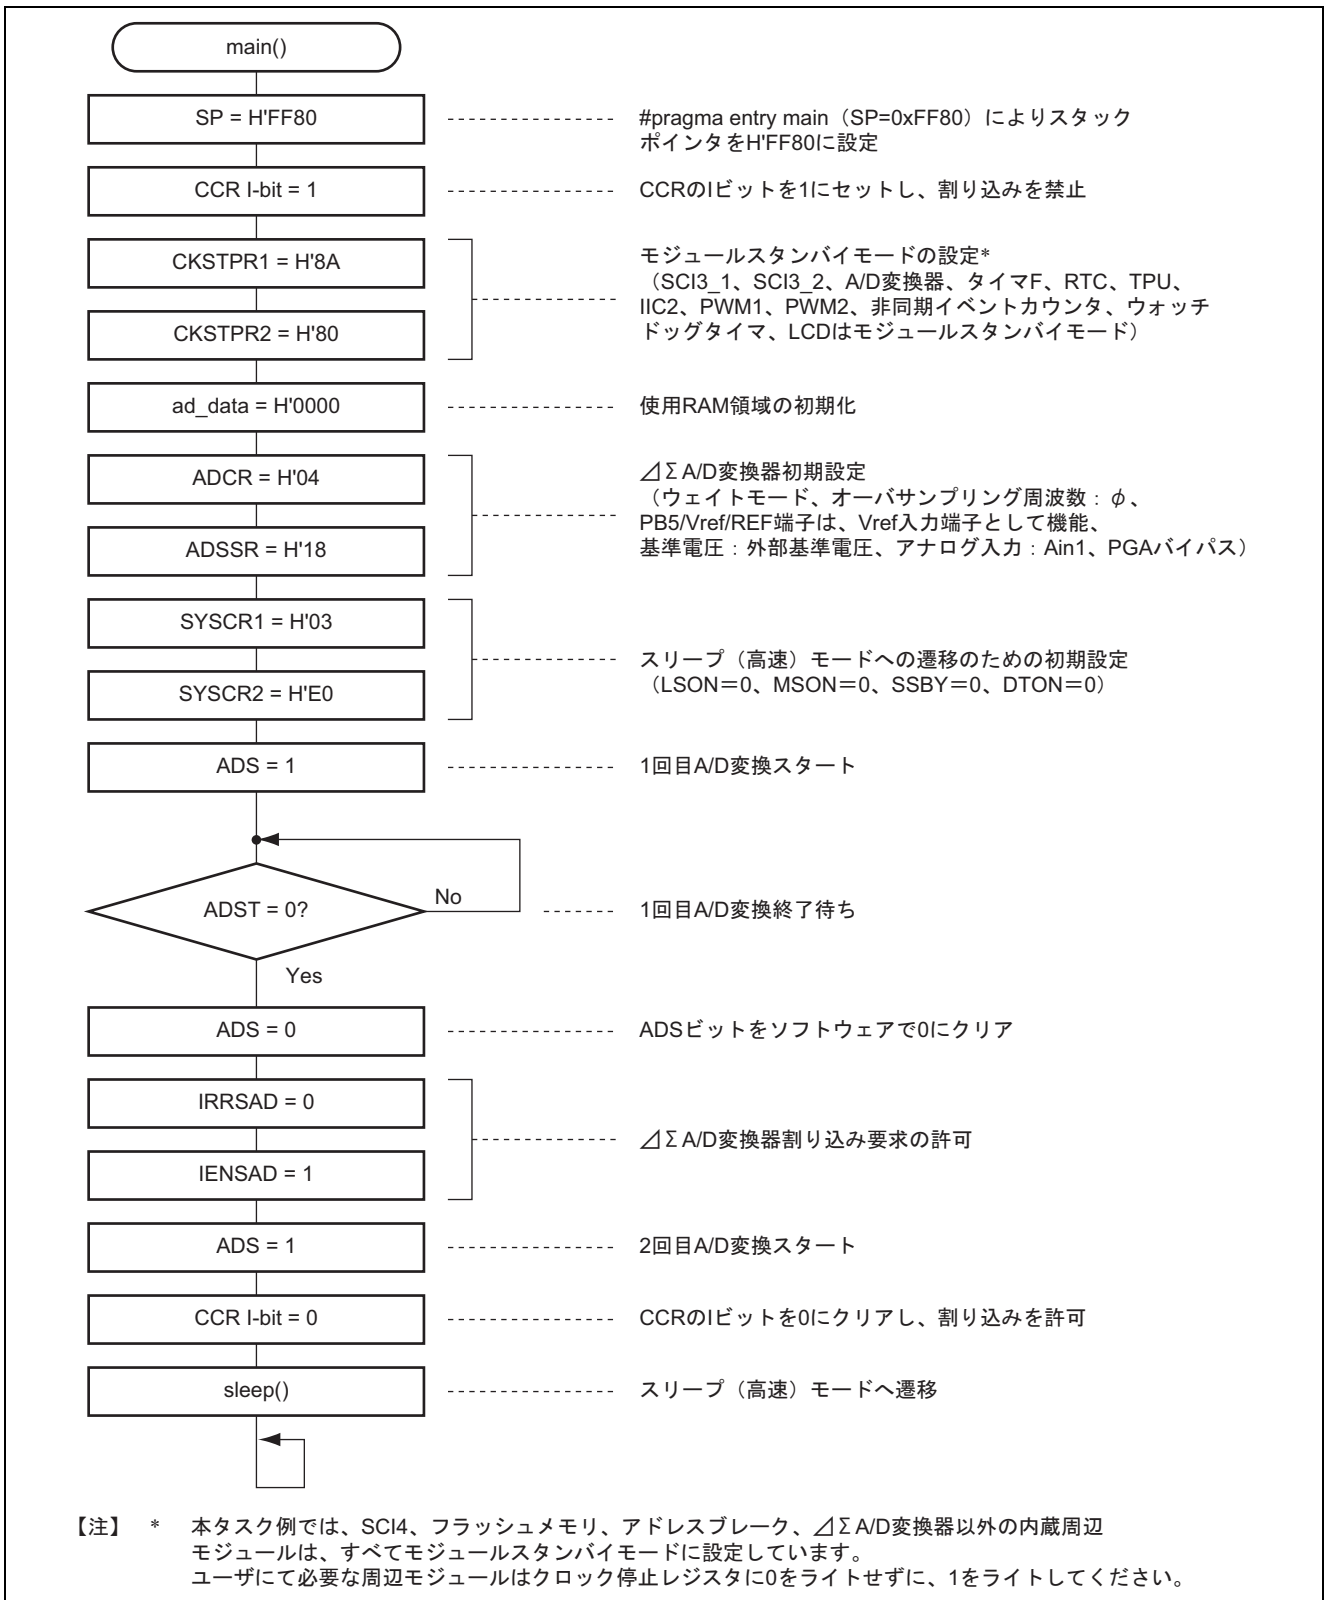 main()
SP = H'FF80
#pragma entry main（SP=0xFF80）によりスタック
ポインタをH'FF80に設定
CCR I-bit = 1
CCRのIビットを1にセットし、割り込みを禁止
CKSTPR1 = H'8A
CKSTPR2 = H'80
モジュールスタンバイモードの設定*
（SCI3_1、SCI3_2、A/D変換器、タイマF、RTC、TPU、
IIC2、PWM1、PWM2、非同期イベントカウンタ、ウォッチ
ドッグタイマ、LCDはモジュールスタンバイモード）
ad_data = H'0000
使用RAM領域の初期化
ADCR = H'04
ADSSR = H'18
⊿Σ A/D変換器初期設定
（ウェイトモード、オーバサンプリング周波数：φ、
PB5/Vref/REF端子は、Vref入力端子として機能、
基準電圧：外部基準電圧、アナログ入力：Ain1、PGAバイパス）
SYSCR1 = H'03
SYSCR2 = H'E0
スリープ（高速）モードへの遷移のための初期設定
（LSON＝0、MSON＝0、SSBY＝0、DTON＝0）
ADS = 1
1回目A/D変換スタート
ADST = 0?
No
1回目A/D変換終了待ち
Yes
ADS = 0
ADSビットをソフトウェアで0にクリア
IRRSAD = 0
IENSAD = 1
⊿Σ A/D変換器割り込み要求の許可
ADS = 1
2回目A/D変換スタート
CCR I-bit = 0
CCRのIビットを0にクリアし、割り込みを許可
sleep()
スリープ（高速）モードへ遷移
【注】 * 本タスク例では、SCI4、フラッシュメモリ、アドレスブレーク、⊿Σ A/D変換器以外の内蔵周辺
モジュールは、すべてモジュールスタンバイモードに設定しています。
ユーザにて必要な周辺モジュールはクロック停止レジスタに0をライトせずに、1をライトしてください。